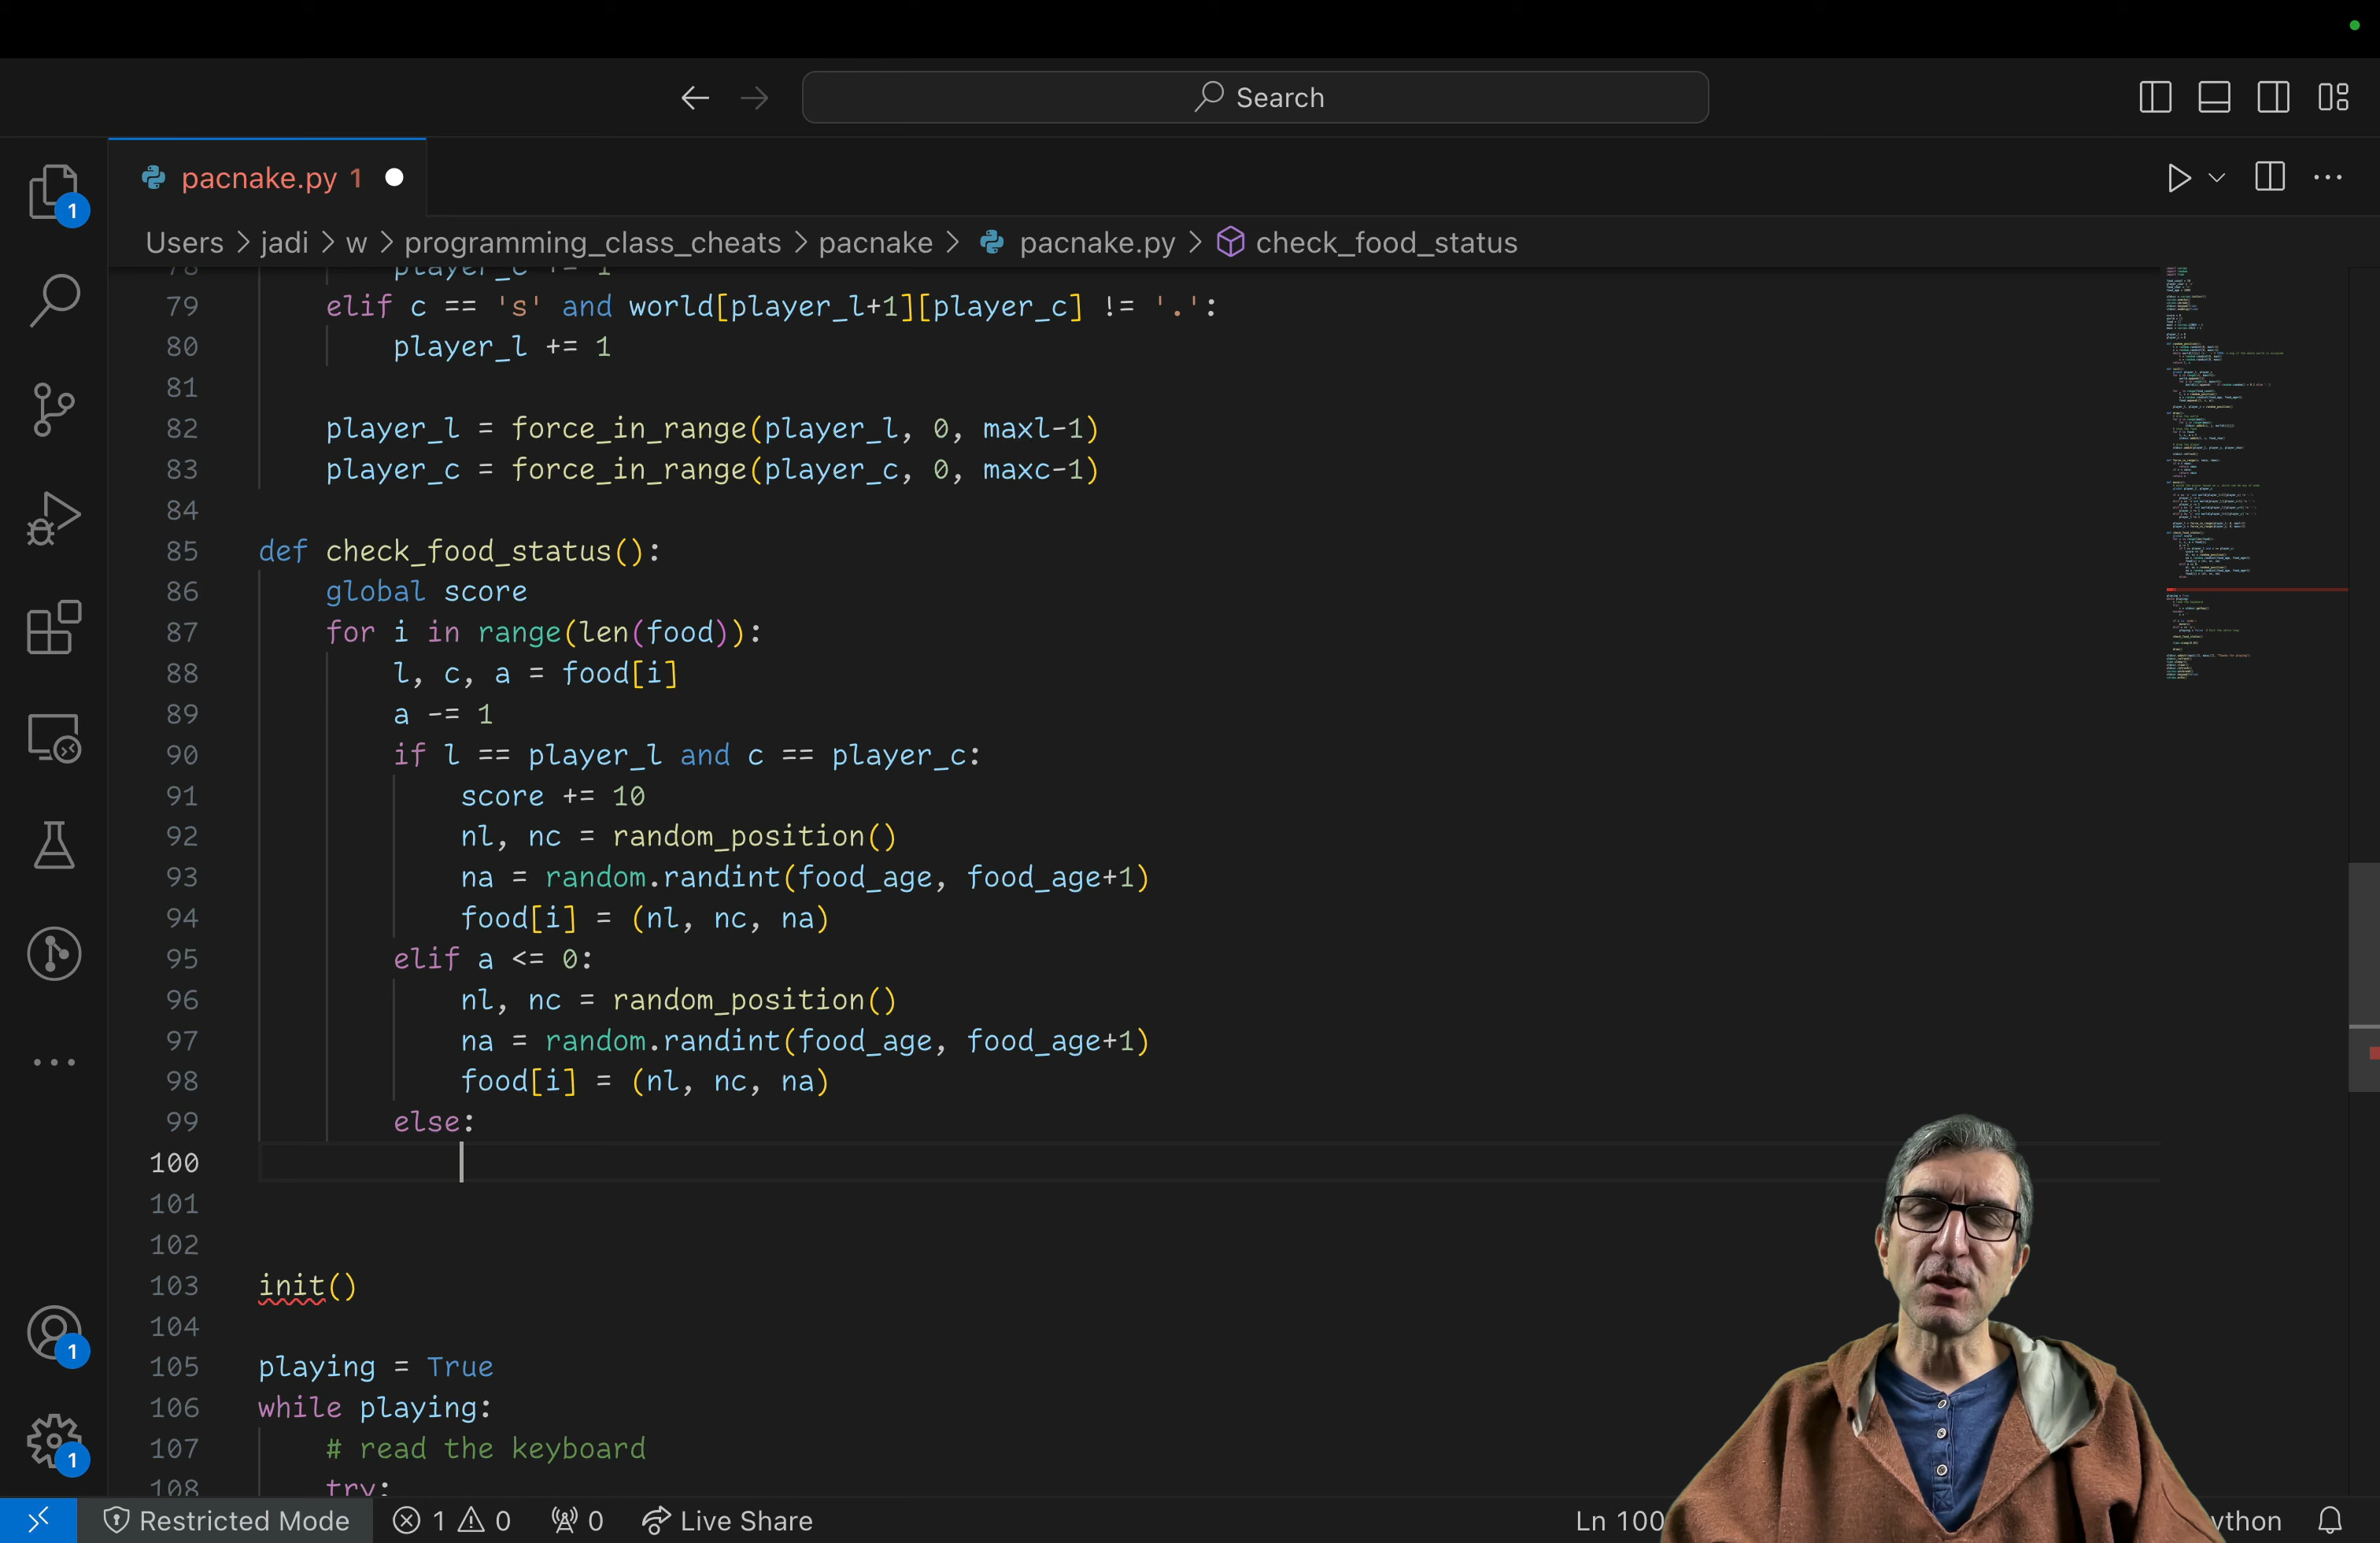 Search
pacnake.py 1
Users > jadi > w > programming_class_cheats > pacnake > pacnake.py > check_food_status
78 player_c += 1
79 elif c == 's' and world[player_l+1][player_c] != '.':
80 player_l += 1
81
82 player_l = force_in_range(player_l, 0, maxl-1)
83 player_c = force_in_range(player_c, 0, maxc-1)
84
85 def check_food_status():
86 global score
87 for i in range(len(food)):
88 l, c, a = food[i]
89 a -= 1
90 if l == player_l and c == player_c:
91 score += 10
92 nl, nc = random_position()
93 na = random.randint(food_age, food_age+1)
94 food[i] = (nl, nc, na)
95 elif a <= 0:
96 nl, nc = random_position()
97 na = random.randint(food_age, food_age+1)
98 food[i] = (nl, nc, na)
99 else:
100
101
102
103 init()
104
105 playing = True
106 while playing:
107 # read the keyboard
108 try:
1
1
1
Restricted Mode 1 0 0 Live Share Ln 100 ython